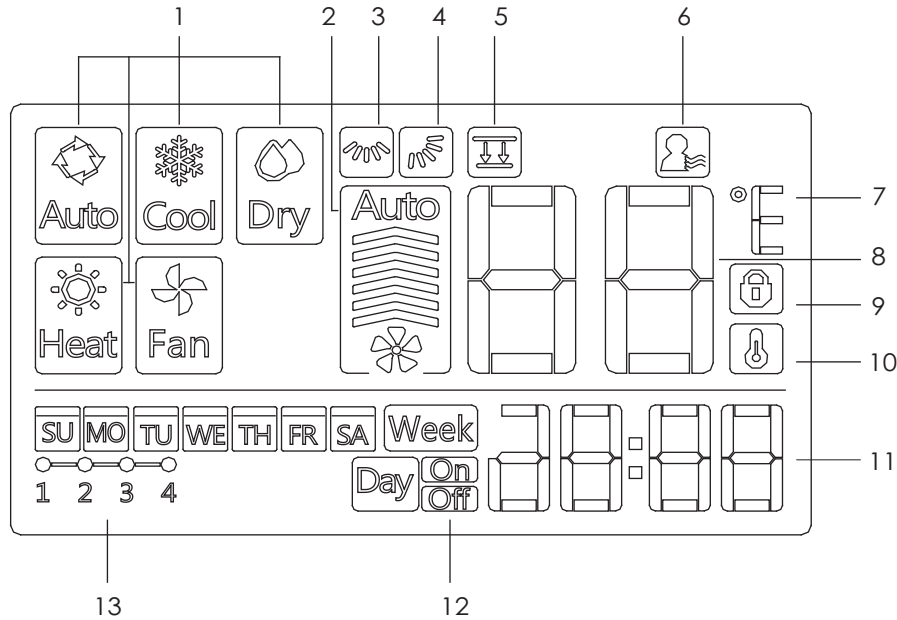 1 2 3 4 5 6
Auto Cool Dry Auto
7
8
Heat Fan
9
10
SU MO TU WE TH FR SA Week
Day On
Off
1 2 3 4
11
13 12